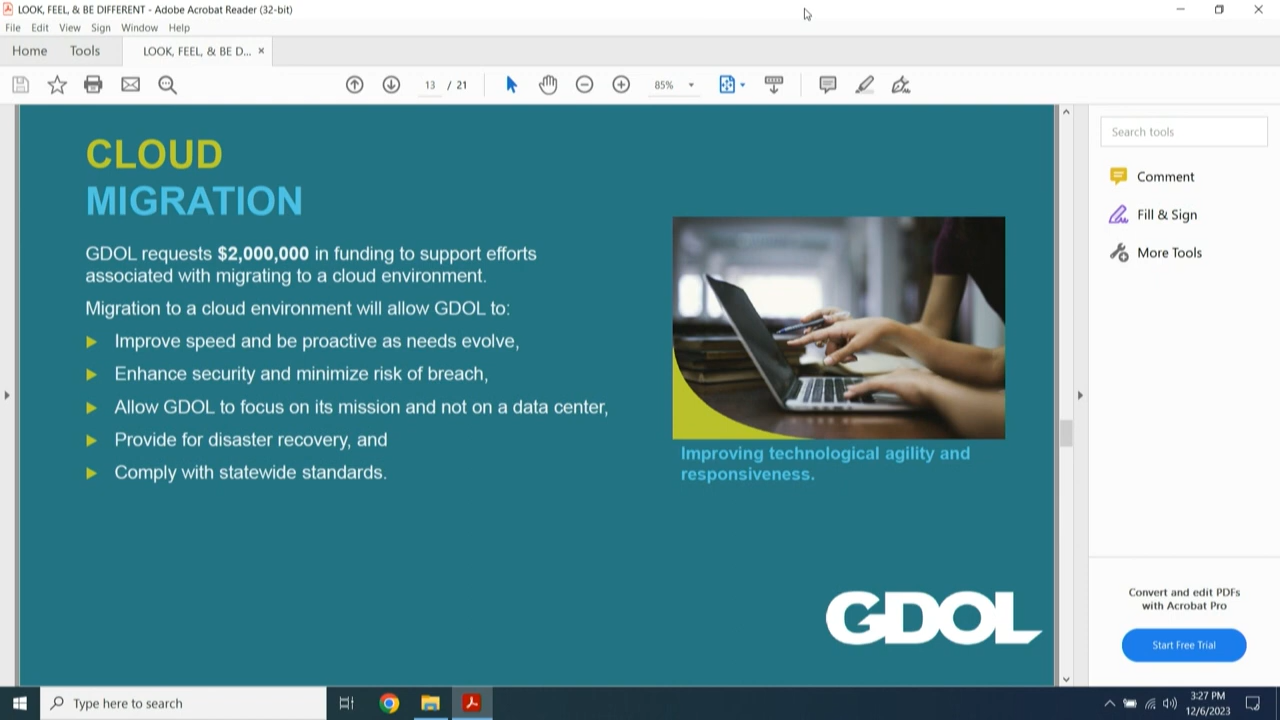 LOOK, FEEL, & BE DIFFERENT - Adobe Acrobat Reader (32-bit)
File Edit View Sign Window Help
Home Tools LOOK, FEEL, & BE D... ×
13 / 21 85%
Search tools
Comment
Fill & Sign
More Tools
CLOUD
MIGRATION
GDOL requests $2,000,000 in funding to support efforts
associated with migrating to a cloud environment.
Migration to a cloud environment will allow GDOL to:
Improve speed and be proactive as needs evolve,
Enhance security and minimize risk of breach,
Allow GDOL to focus on its mission and not on a data center,
Provide for disaster recovery, and
Comply with statewide standards.
Improving technological agility and
responsiveness.
GDOL
Convert and edit PDFs
with Acrobat Pro
Start Free Trial
Type here to search
3:27 PM
12/6/2023